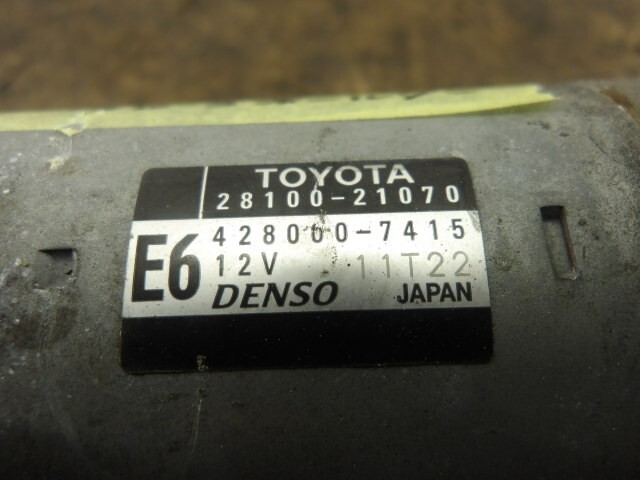 TOYOTA
28100-21070
E6
428000-7415
12V 11T22
DENSO JAPAN